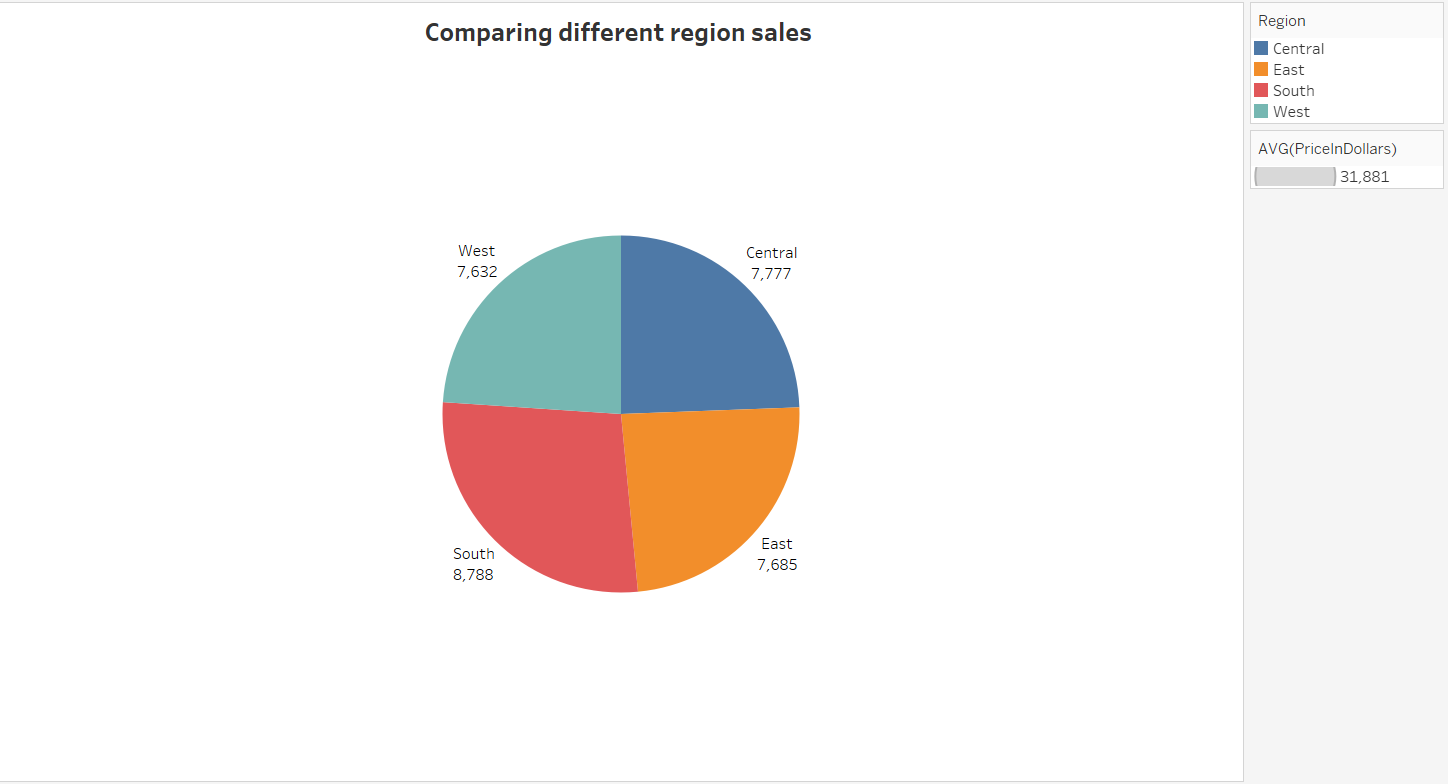 Comparing different region sales
West
7,632
Central
7,777
South
8,788
East
7,685
Region
Central
East
South
West
AVG(PriceInDollars)
31,881